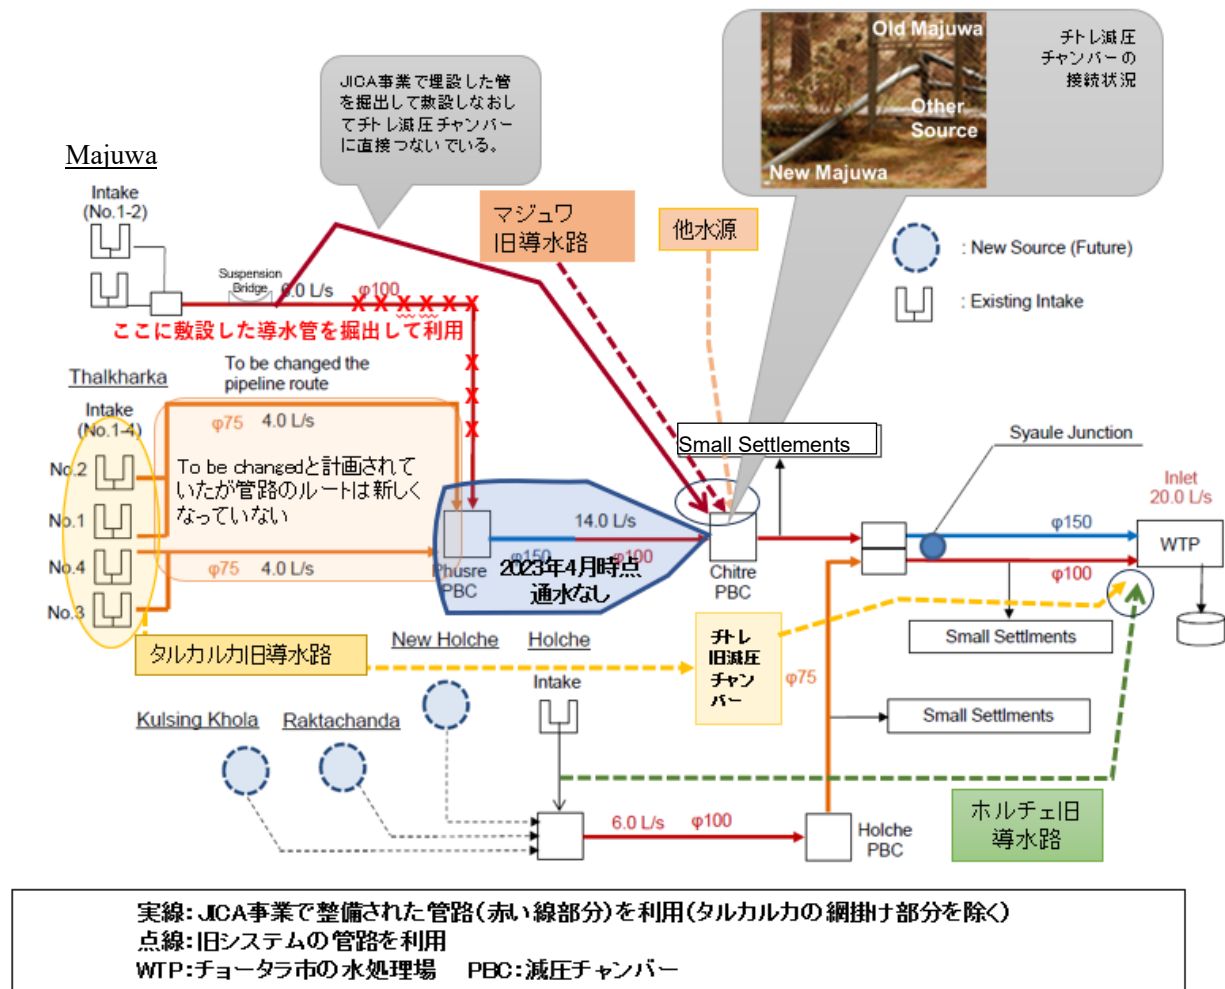 JICA事業で埋設した管
を掘出して敷設しなおし
てチトレ減圧チャンバー
に直接つないでいる。
Old Majuwa
Other
Source
New Majuwa
チトレ減圧
チャンバーの
接続状況
Majuwa
Intake
(No.1-2)
マジュワ
旧導水路
他水源
: New Source (Future)
: Existing Intake
Suspension
Bridge
6.0 L/s
φ100
X X X X X X
X
X
X
ここに敷設した導水管を掘出して利用
Thalkharka
To be changed the
pipeline route
Intake
(No.1-4)
φ75 4.0 L/s
No.2
No.1
No.4
No.3
To be changedと計画されて
いたが管路のルートは新しく
なっていない
φ75 4.0 L/s
Phusre
PBC
14.0 L/s
φ150
φ100
2023年4月時点
通水なし
Small Settlements
Chitre
PBC
Syaule Junction
Inlet
20.0 L/s
φ150
WTP
φ100
Small Settlments
タルカルカ旧導水路
チトレ
旧減圧
チャン
バー
φ75
Small Settlments
New Holche
Holche
Intake
Kulsing Khola
Raktachanda
6.0 L/s φ100
Holche
PBC
ホルチェ旧
導水路
実線：JICA事業で整備された管路(赤い線部分)を利用(タルカルカの網掛け部分を除く)
点線：旧システムの管路を利用
WTP：チョータラ市の水処理場 PBC：減圧チャンバー